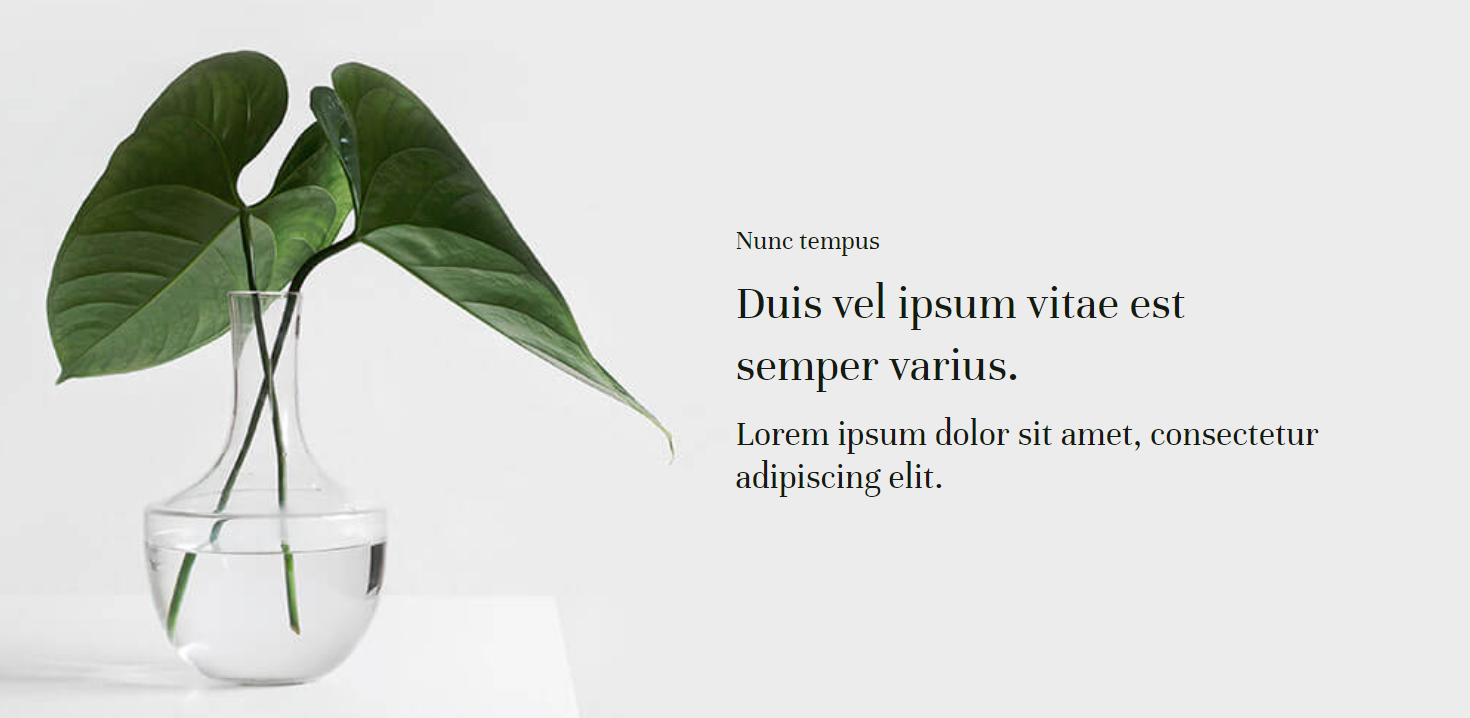 Nunc tempus
Duis vel ipsum vitae est
semper varius.
Lorem ipsum dolor sit amet, consectetur
adipiscing elit.